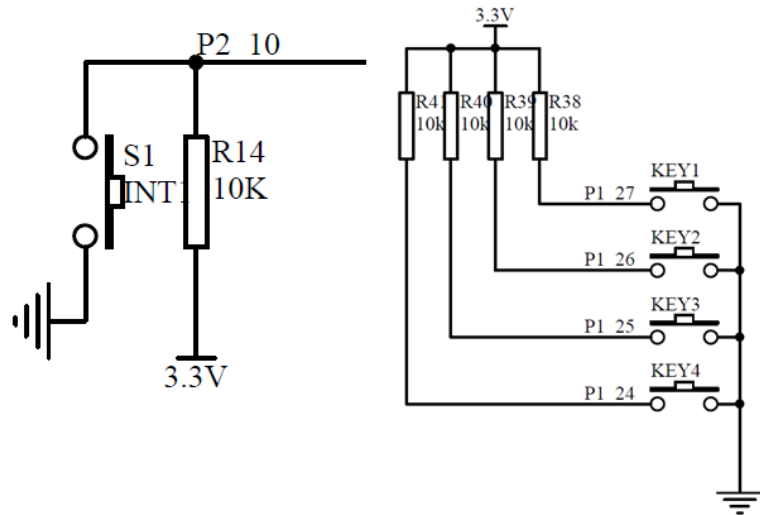 P2 10
S1
INT1
R14
10K
3.3V
3.3V
R41 R40 R39 R38
10k 10k 10k 10k
KEY1
P1 27
KEY2
P1 26
KEY3
P1 25
KEY4
P1 24